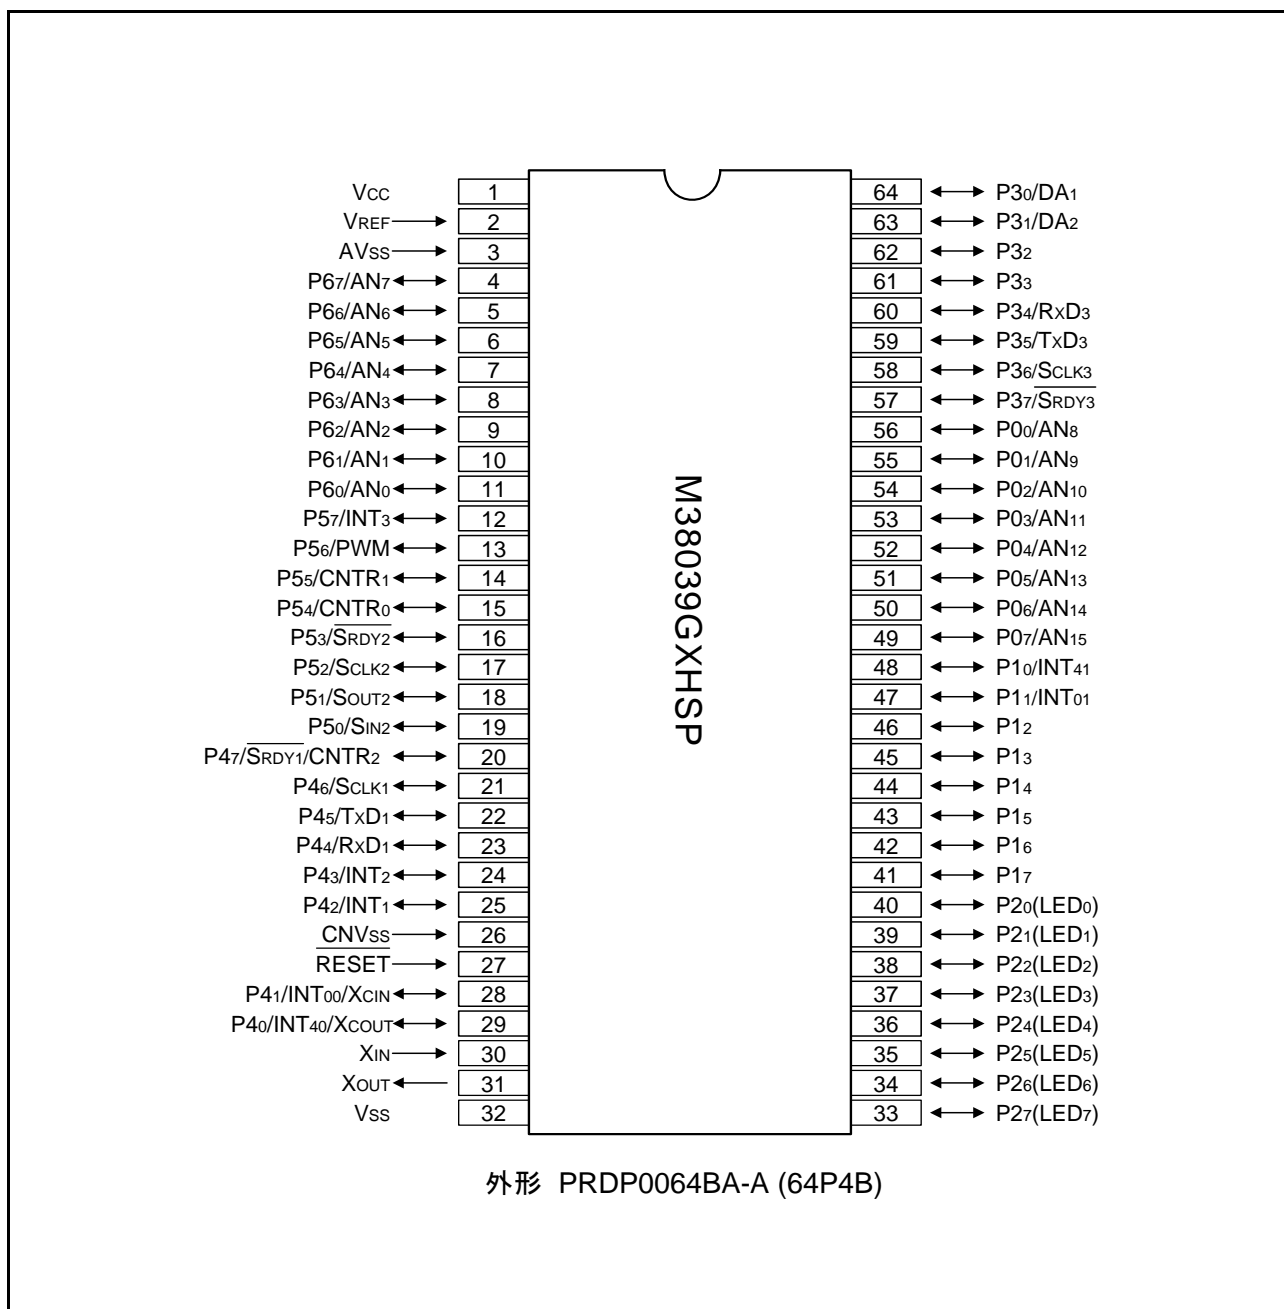 VCC 1 64 P30/DA1
VREF 2 63 P31/DA2
AVSS 3 62 P32
P67/AN7 4 61 P33
P66/AN6 5 60 P34/RXD3
P65/AN5 6 59 P35/TXD3
P64/AN4 7 58 P36/SCLK3
P63/AN3 8 57 P37/SRDY3
P62/AN2 9 56 P00/AN8
P61/AN1 10 55 P01/AN9
P60/AN0 11 54 P02/AN10
P57/INT3 12 53 P03/AN11
P56/PWM 13 52 P04/AN12
P55/CNTR1 14 51 P05/AN13
P54/CNTR0 15 50 P06/AN14
P53/SRDY2 16 49 P07/AN15
P52/SCLK2 17 48 P10/INT41
P51/SOUT2 18 47 P11/INT01
P50/SIN2 19 46 P12
P47/SRDY1/CNTR2 20 45 P13
P46/SCLK1 21 44 P14
P45/TXD1 22 43 P15
P44/RXD1 23 42 P16
P43/INT2 24 41 P17
P42/INT1 25 40 P20(LED0)
CNVSS 26 39 P21(LED1)
RESET 27 38 P22(LED2)
P41/INT00/XCIN 28 37 P23(LED3)
P40/INT40/XCOUT 29 36 P24(LED4)
XIN 30 35 P25(LED5)
XOUT 31 34 P26(LED6)
VSS 32 33 P27(LED7)
M38039GXHSP
外形 PRDP0064BA-A (64P4B)